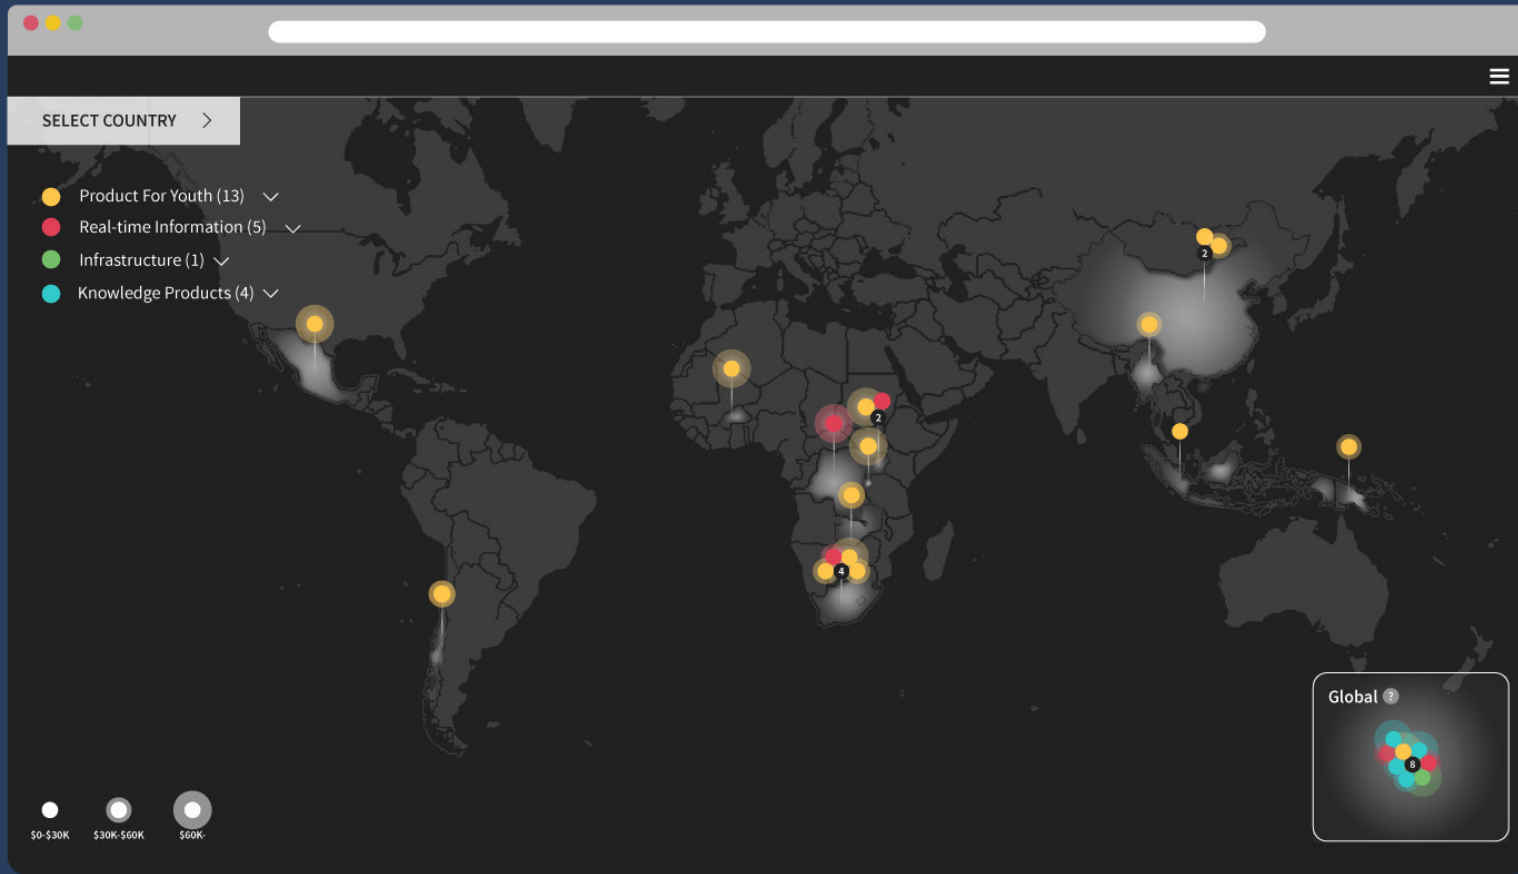 SELECT COUNTRY
Product For Youth (13)
Real-time Information (5)
Infrastructure (1)
Knowledge Products (4)
2
2
4
Global ?
8
$0-$30K
$30K-$60K
$60K-